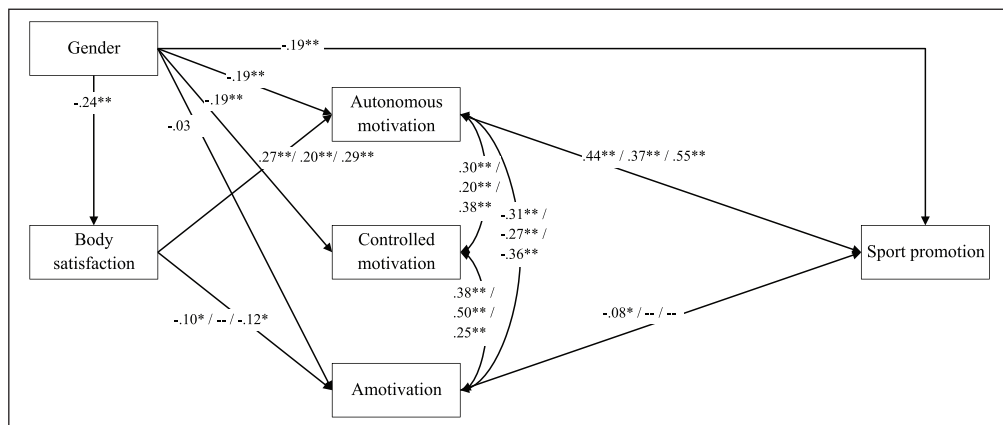 Gender
-.19**
-.19**
-.24**
-.19**
-.03
Autonomous
motivation
.27**/ .20**/ .29**
.44**/ .37** / .55**
.30** /
.20** /
.38**
-.31** /
-.27** /
-.36**
Body
satisfaction
Controlled
motivation
Sport promotion
.38** /
.50** /
.25**
-.10* / -- / -.12*
-.08* / -- / --
Amotivation